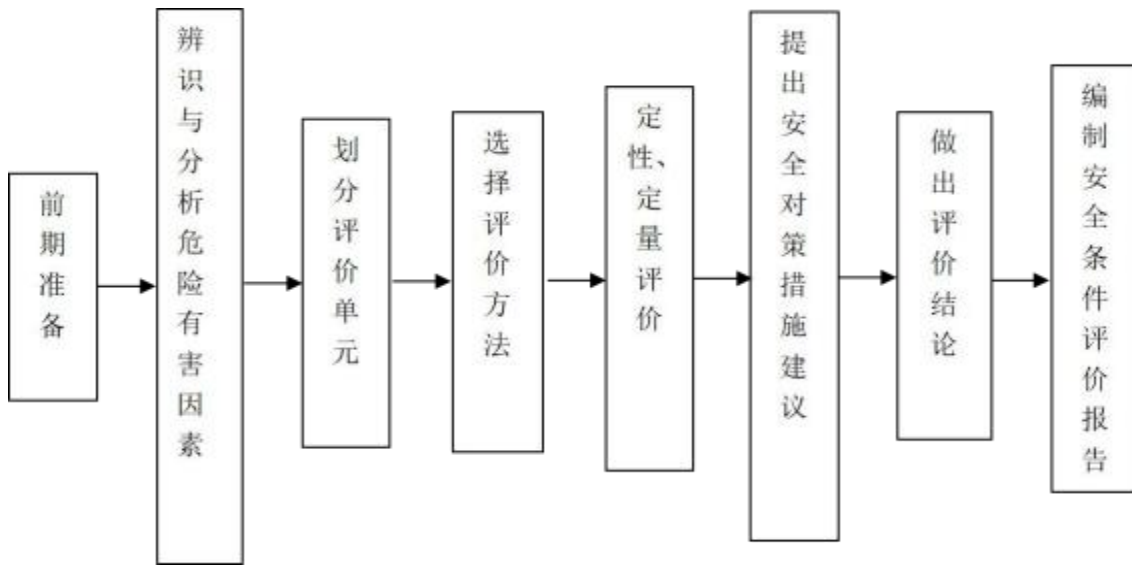 前期准备
辨识与分析危险有害因素
划分评价单元
选择评价方法
定性、定量评价
提出安全对策措施建议
做出评价结论
编制安全条件评价报告